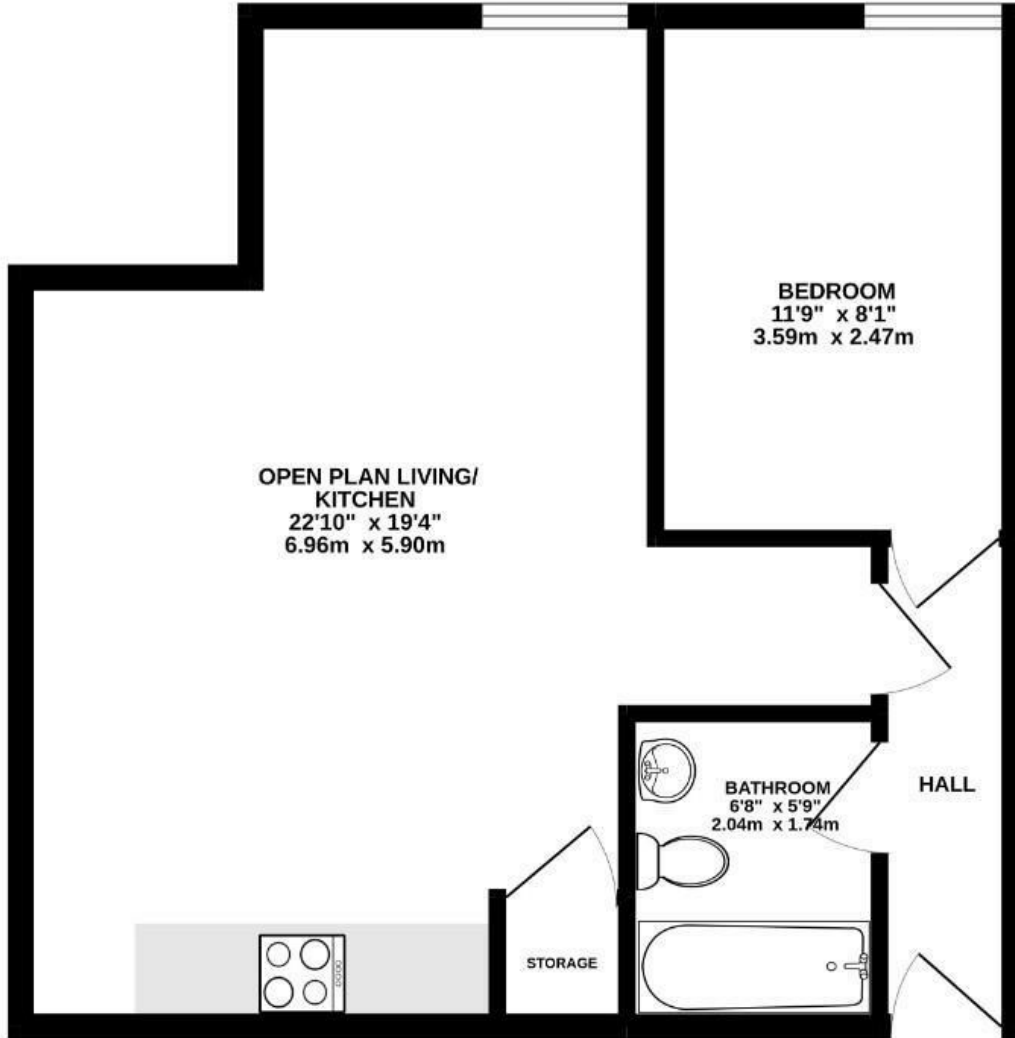 BEDROOM
11'9" x 8'1"
3.59m x 2.47m
OPEN PLAN LIVING/
KITCHEN
22'10" x 19'4"
6.96m x 5.90m
BATHROOM
6'8" x 5'9"
2.04m x 1.74m
HALL
STORAGE